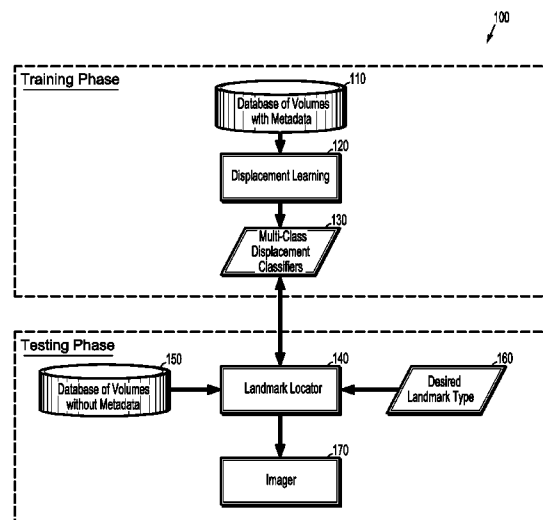 100
Training Phase
110
Database of Volumes
with Metadata
120
Displacement Learning
130
Multi-Class
Displacement
Classifiers
Testing Phase
150
Database of Volumes
without Metadata
140
Landmark Locator
160
Desired
Landmark Type
170
Imager